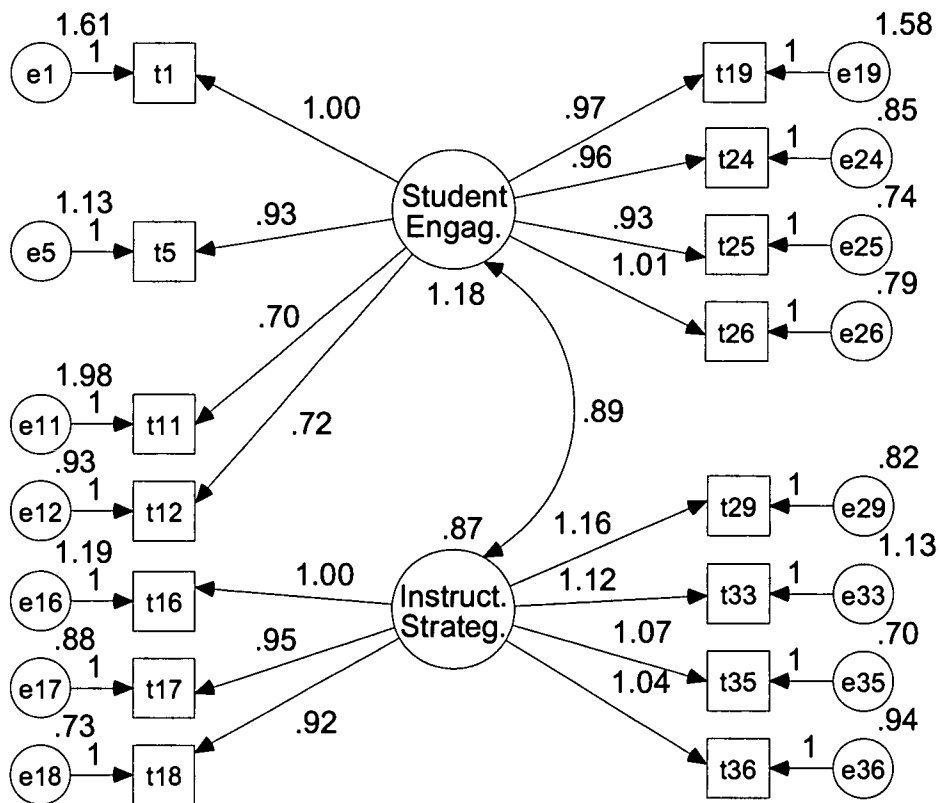 1.61
1.58
1
1
e1
t1
t19
e19
1.00
.97
.85
.96
1
t24
e24
Student
Engag.
.74
1.13
1
.93
.93
1
e5
t5
t25
e25
1.01
.79
1.18
1
t26
e26
.70
1.98
1
e11
t11
.72
.89
.93
1
e12
t12
.82
1
t29
e29
.87
1.16
1.19
1
1.13
e16
t16
1.00
Instruct.
Strateg.
1.12
1
t33
e33
.88
1
.95
1.07
.70
1
e17
t17
t35
e35
1.04
.73
1
.92
.94
1
e18
t18
t36
e36